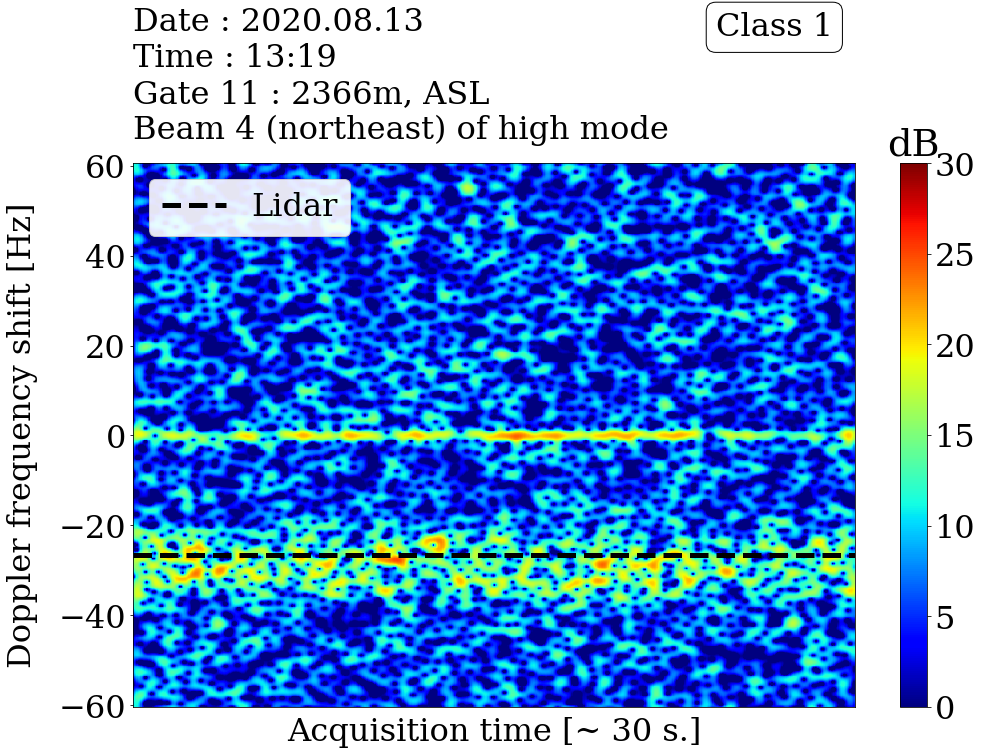 Date : 2020.08.13
Time : 13:19
Gate 11 : 2366m, ASL
Beam 4 (northeast) of high mode
Class 1
dB
Lidar
Doppler frequency shift [Hz]
60
40
20
0
−20
−40
−60
30
25
20
15
10
5
0
Acquisition time [~ 30 s.]